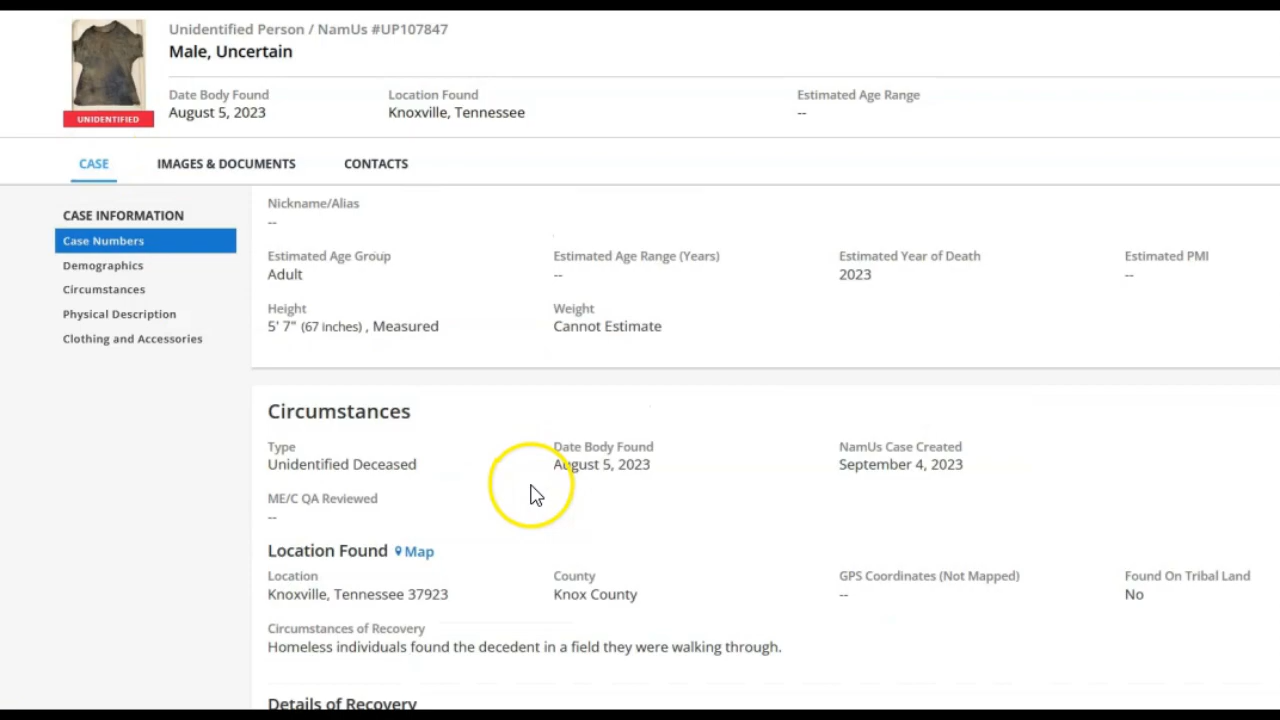 Unidentified Person / NamUs #UP107847
Male, Uncertain
Date Body Found Location Found Estimated Age Range
August 5, 2023 Knoxville, Tennessee --
UNIDENTIFIED
CASE IMAGES & DOCUMENTS CONTACTS
CASE INFORMATION
Case Numbers
Demographics
Circumstances
Physical Description
Clothing and Accessories
Nickname/Alias
--
Estimated Age Group Estimated Age Range (Years) Estimated Year of Death Estimated PMI
Adult -- 2023 --
Height Weight
5' 7" (67 inches) , Measured Cannot Estimate
Circumstances
Type Date Body Found NamUs Case Created
Unidentified Deceased August 5, 2023 September 4, 2023
ME/C QA Reviewed
--
Location Found Map
Location County GPS Coordinates (Not Mapped) Found On Tribal Land
Knoxville, Tennessee 37923 Knox County -- No
Circumstances of Recovery
Homeless individuals found the decedent in a field they were walking through.
Details of Recovery